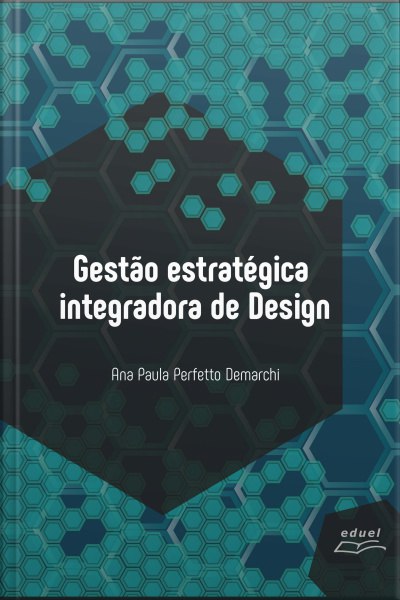 Gestão estratégica
integradora de Design
Ana Paula Perfetto Demarchi
eduel